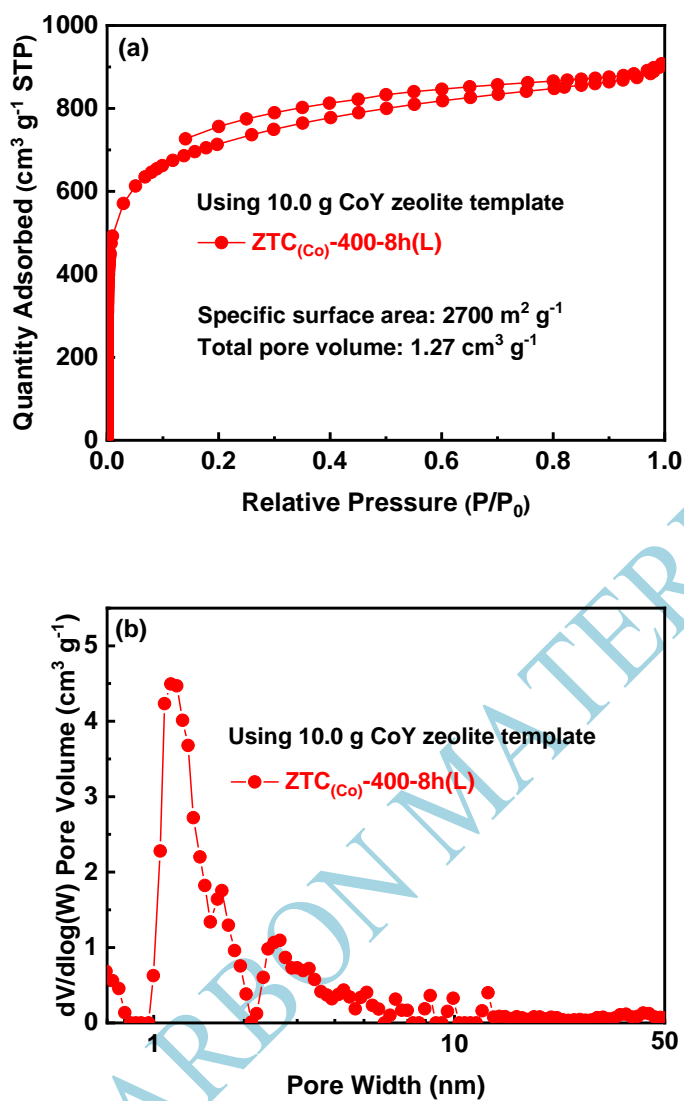 (a)
1000
800
600
400
200
0
Quantity Adsorbed (cm³ g⁻¹ STP)
Using 10.0 g CoY zeolite template
ZTC(Co)-400-8h(L)
Specific surface area: 2700 m² g⁻¹
Total pore volume: 1.27 cm³ g⁻¹
0.0 0.2 0.4 0.6 0.8 1.0
Relative Pressure (P/P₀)
(b)
5
4
3
2
1
0
dV/dlog(W) Pore Volume (cm³ g⁻¹)
Using 10.0 g CoY zeolite template
ZTC(Co)-400-8h(L)
1 10 50
Pore Width (nm)
ARBON MATERI